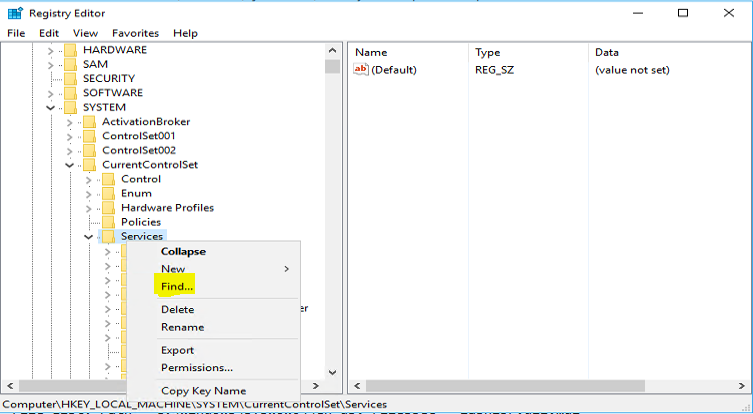 Registry Editor
File Edit View Favorites Help
HARDWARE
SAM
SECURITY
SOFTWARE
SYSTEM
ActivationBroker
ControlSet001
ControlSet002
CurrentControlSet
Control
Enum
Hardware Profiles
Policies
Services
Collapse
New
Find...
Delete
Rename
Export
Permissions...
Copy Key Name
er
Name Type Data
ab (Default) REG_SZ (value not set)
Computer\HKEY_LOCAL_MACHINE\SYSTEM\CurrentControlSet\Services